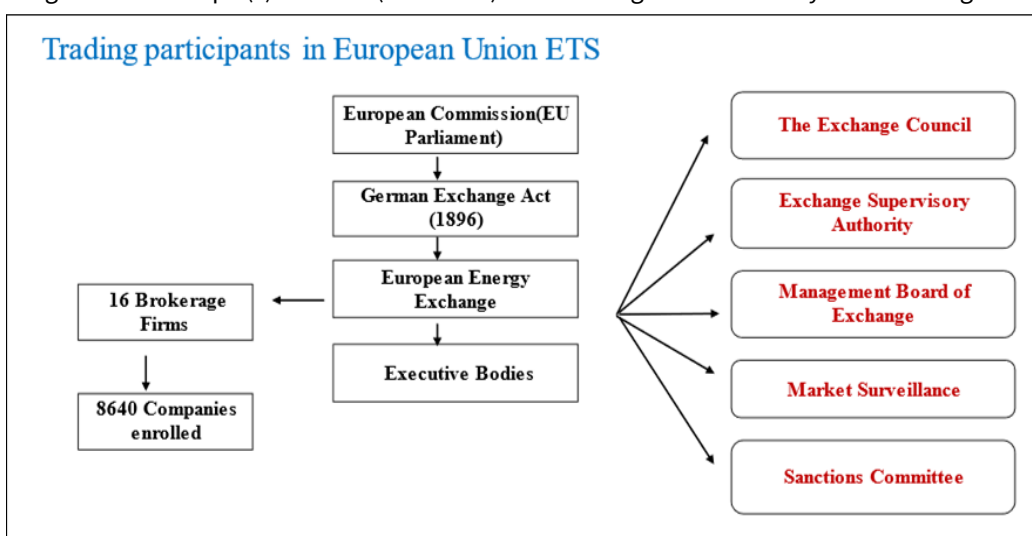 Trading participants in European Union ETS
European Commission(EU
Parliament)
German Exchange Act
(1896)
European Energy
Exchange
Executive Bodies
16 Brokerage
Firms
8640 Companies
enrolled
The Exchange Council
Exchange Supervisory
Authority
Management Board of
Exchange
Market Surveillance
Sanctions Committee